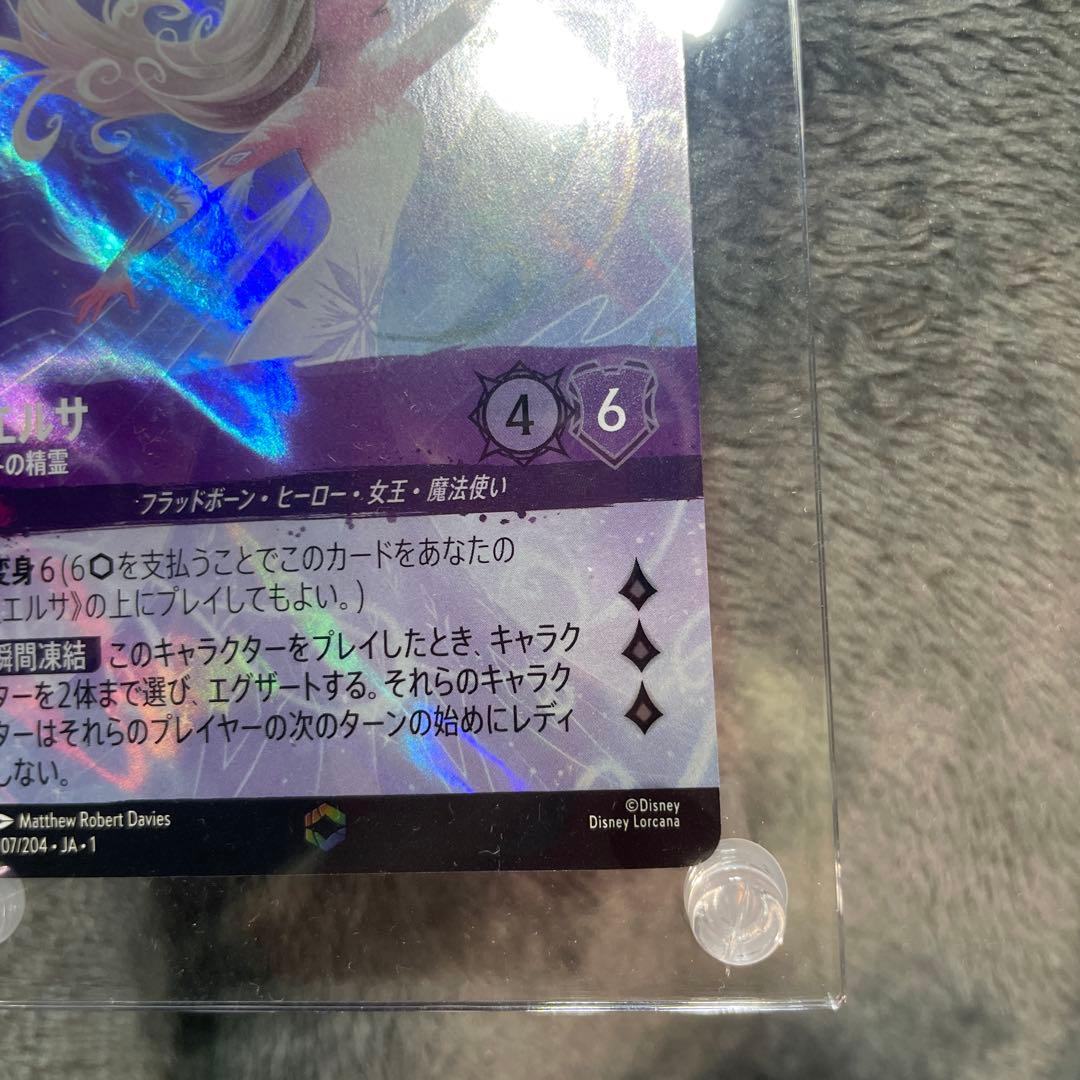 エルサ
の精霊
4
6
フラッドボーン・ヒーロー・女王・魔法使い
変身6(6⬡を支払うことでこのカードをあなたの
《エルサ》の上にプレイしてもよい。)
瞬間凍結 このキャラクターをプレイしたとき、キャラク
ターを2体まで選び、エグザートする。それらのキャラク
ターはそれらのプレイヤーの次のターンの始めにレディ
しない。
Matthew Robert Davies
07/204・JA・1
©Disney
Disney Lorcana